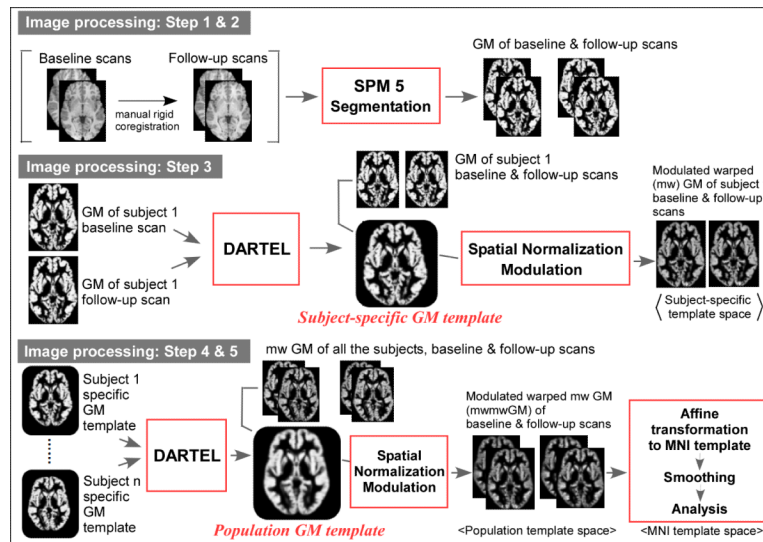 Image processing: Step 1 & 2
Baseline scans
Follow-up scans
manual rigid
coregistration
SPM 5
Segmentation
GM of baseline & follow-up scans
Image processing: Step 3
GM of subject 1
baseline scan
GM of subject 1
follow-up scan
DARTEL
GM of subject 1
baseline & follow-up scans
Subject-specific GM template
Spatial Normalization
Modulation
Modulated warped
(mw) GM of subject
baseline & follow-up
scans
Subject-specific
template space
Image processing: Step 4 & 5
Subject 1
specific
GM
template
Subject n
specific
GM
template
DARTEL
mw GM of all the subjects, baseline & follow-up scans
Population GM template
Spatial
Normalization
Modulation
Modulated warped mw GM
(mwmwGM) of
baseline & follow-up scans
<Population template space>
Affine
transformation
to MNI template
Smoothing
Analysis
<MNI template space>